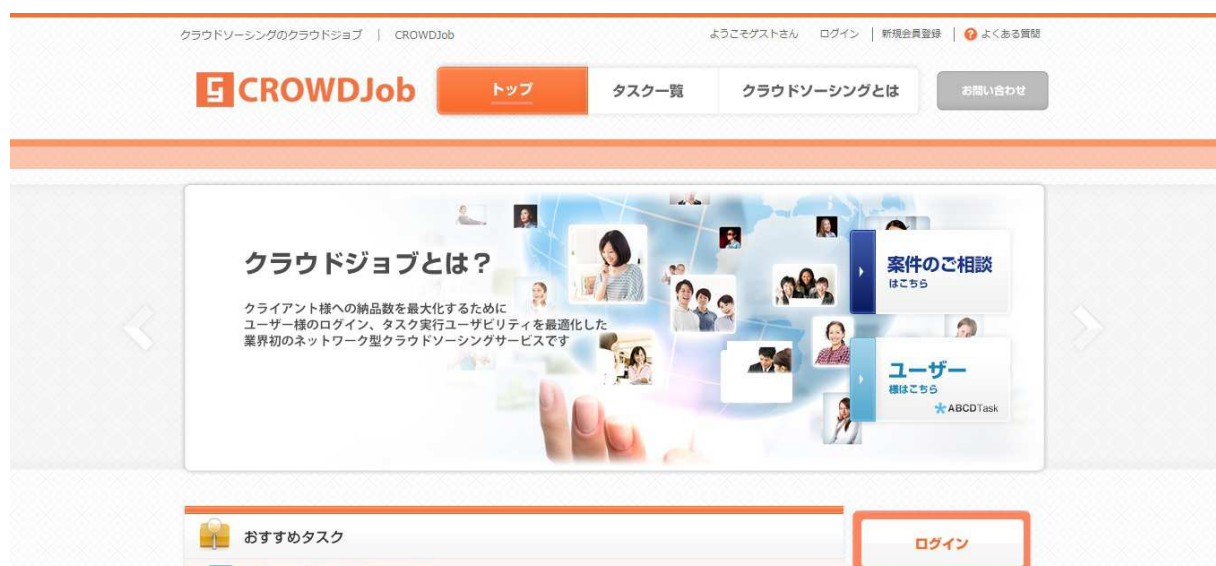 クラウドソーシングのクラウドジョブ | CROWDJob
ようこそゲストさん ログイン | 新規会員登録 | ? よくある質問
CROWDJob
トップ
タスク一覧
クラウドソーシングとは
お問い合わせ
クラウドジョブとは？
クライアント様への納品数を最大化するために
ユーザー様のログイン、タスク実行ユーザビリティを最適化した
業界初のネットワーク型クラウドソーシングサービスです
案件のご相談
はこちら
ユーザー
様はこちら
ABCDTask
おすすめタスク
ログイン